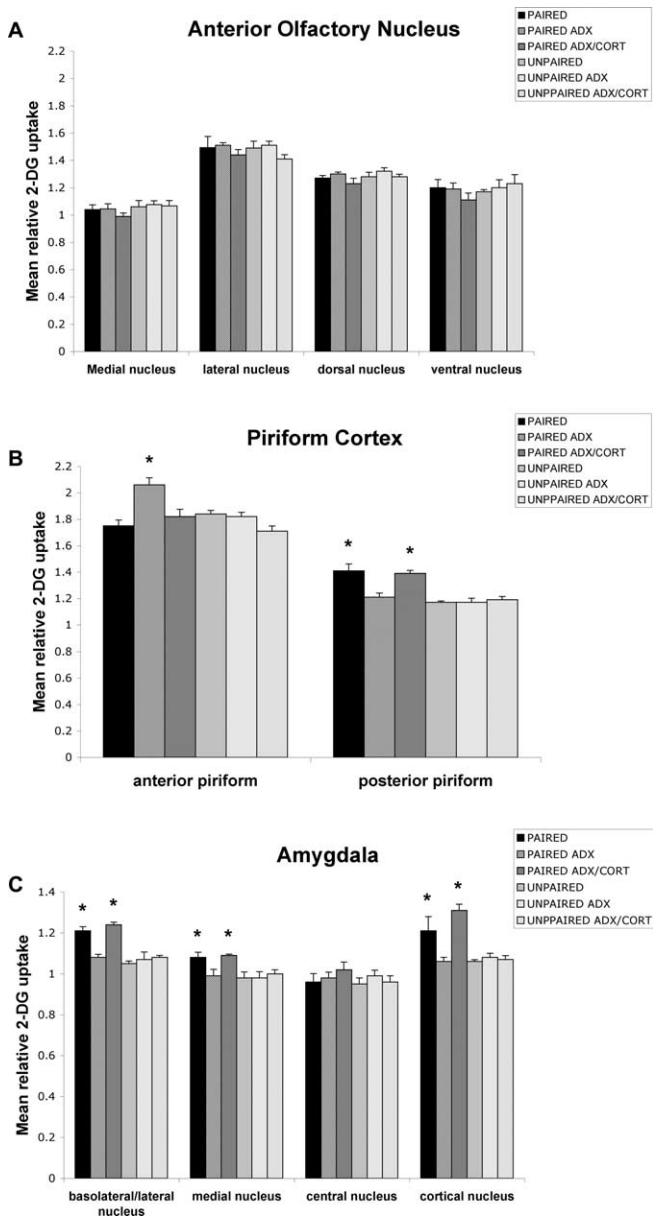 A
Anterior Olfactory Nucleus
PAIRED
PAIRED ADX
PAIRED ADX/CORT
UNPAIRED
UNPAIRED ADX
UNPPAIRED ADX/CORT
Mean relative 2-DG uptake
2.2
2
1.8
1.6
1.4
1.2
1
0.8
0.6
0.4
0.2
0
Medial nucleus lateral nucleus dorsal nucleus ventral nucleus
B
Piriform Cortex
PAIRED
PAIRED ADX
PAIRED ADX/CORT
UNPAIRED
UNPAIRED ADX
UNPPAIRED ADX/CORT
Mean relative 2-DG uptake
2.2
2
1.8
1.6
1.4
1.2
1
0.8
0.6
0.4
0.2
0
*
* *
anterior piriform posterior piriform
C
Amygdala
PAIRED
PAIRED ADX
PAIRED ADX/CORT
UNPAIRED
UNPAIRED ADX
UNPPAIRED ADX/CORT
Mean relative 2-DG uptake
1.4
1.2
1
0.8
0.6
0.4
0.2
0
* * * * * *
basolateral/lateral medial nucleus central nucleus cortical nucleus
nucleus